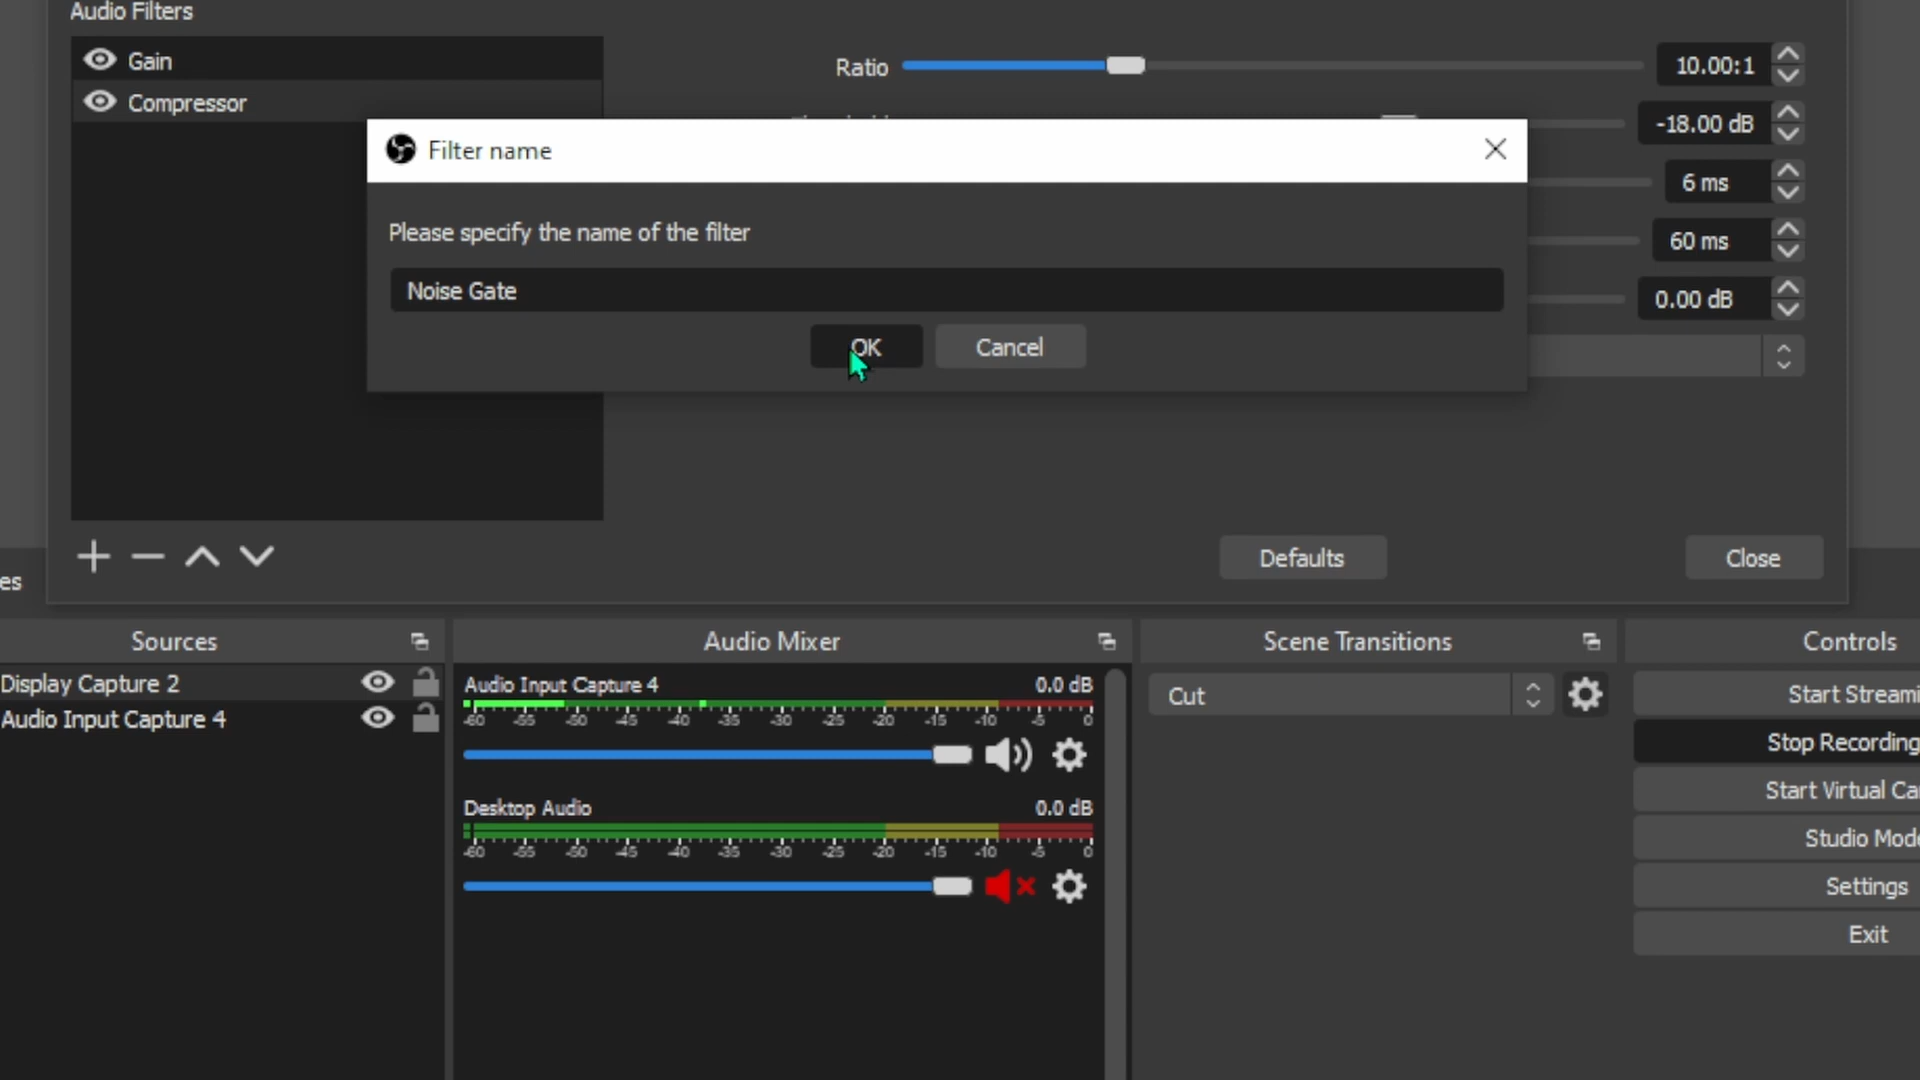 Audio Filters
Gain
Compressor
Ratio
10.00:1
-18.00 dB
6 ms
60 ms
0.00 dB
Filter name
Please specify the name of the filter
Noise Gate
OK
Cancel
Defaults
Close
es
Sources
Display Capture 2
Audio Input Capture 4
Audio Mixer
Audio Input Capture 4 0.0 dB
-60 -55 -50 -45 -40 -35 -30 -25 -20 -15 -10 -5 0
Desktop Audio 0.0 dB
-60 -55 -50 -45 -40 -35 -30 -25 -20 -15 -10 -5 0
Scene Transitions
Cut
Controls
Start Streami
Stop Recording
Start Virtual Ca
Studio Mod
Settings
Exit